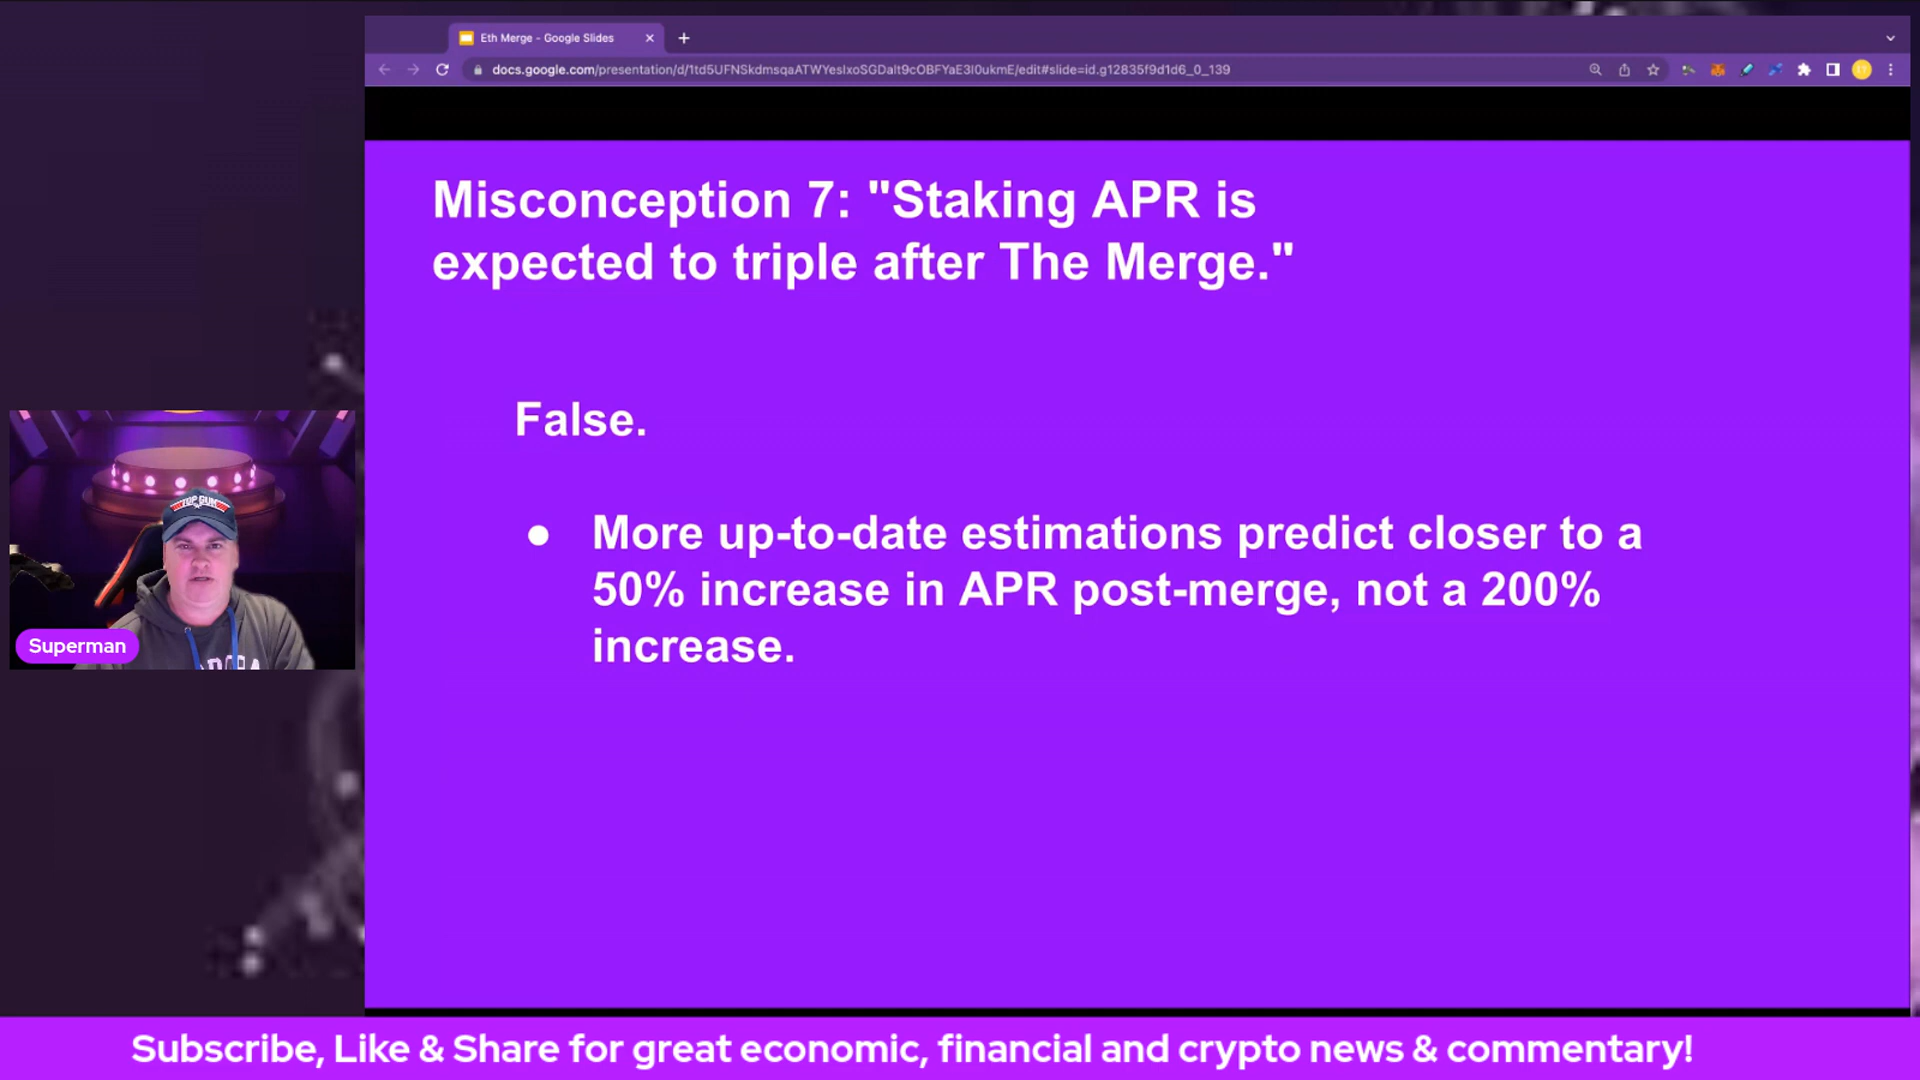 Eth Merge - Google Slides
docs.google.com/presentation/d/1td5UFNSkdmsqaATWYeslxoSGDalt9cOBFYaE3l0ukmE/edit#slide=id.g12835f9d1d6_0_139
Misconception 7: "Staking APR is
expected to triple after The Merge."
False.
● More up-to-date estimations predict closer to a
50% increase in APR post-merge, not a 200%
increase.
TOP GUN
Superman
Subscribe, Like & Share for great economic, financial and crypto news & commentary!